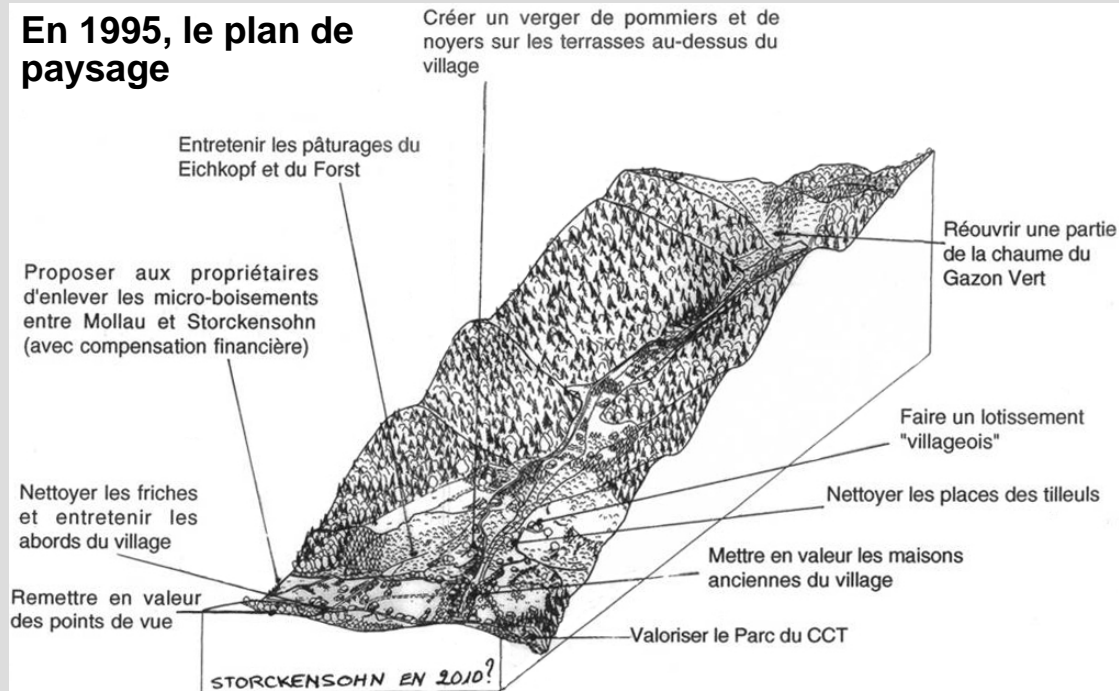 En 1995, le plan de
paysage
Créer un verger de pommiers et de
noyers sur les terrasses au-dessus du
village
Entretenir les pâturages du
Eichkopf et du Forst
Réouvrir une partie
de la chaume du
Gazon Vert
Proposer aux propriétaires
d'enlever les micro-boisements
entre Mollau et Storckensohn
(avec compensation financière)
Faire un lotissement
"villageois"
Nettoyer les friches
et entretenir les
abords du village
Nettoyer les places des tilleuls
Mettre en valeur les maisons
anciennes du village
Remettre en valeur
des points de vue
Valoriser le Parc du CCT
STORCKENSOHN EN 2010?